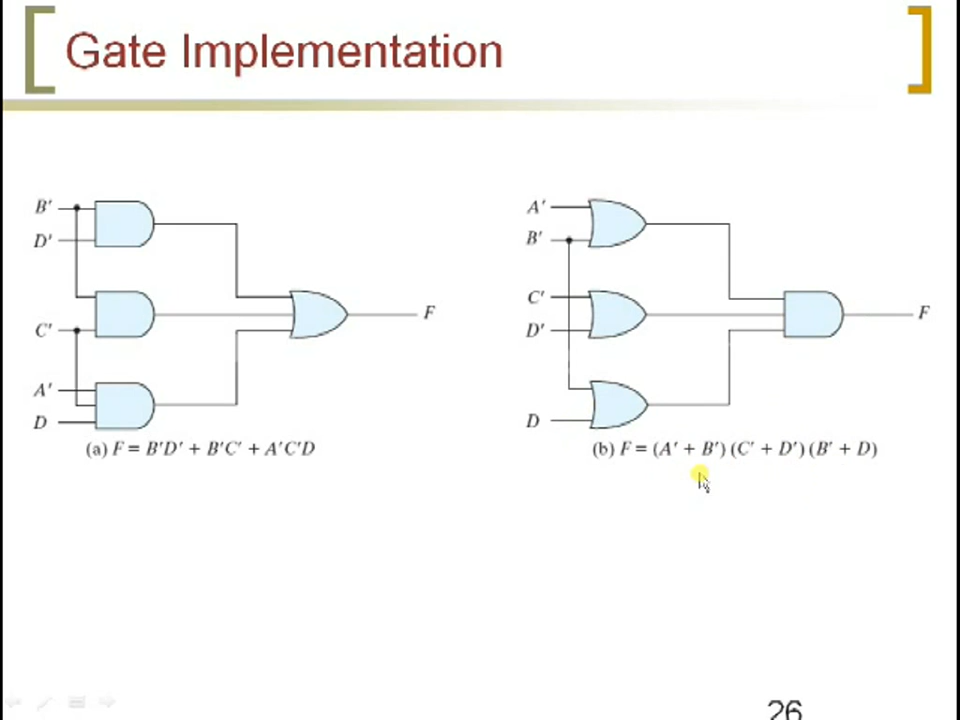 Gate Implementation
B'
D'
C'
A'
D
F
(a) F = B'D' + B'C' + A'C'D
A'
B'
C'
D'
D
F
(b) F = (A' + B') (C' + D') (B' + D)
26